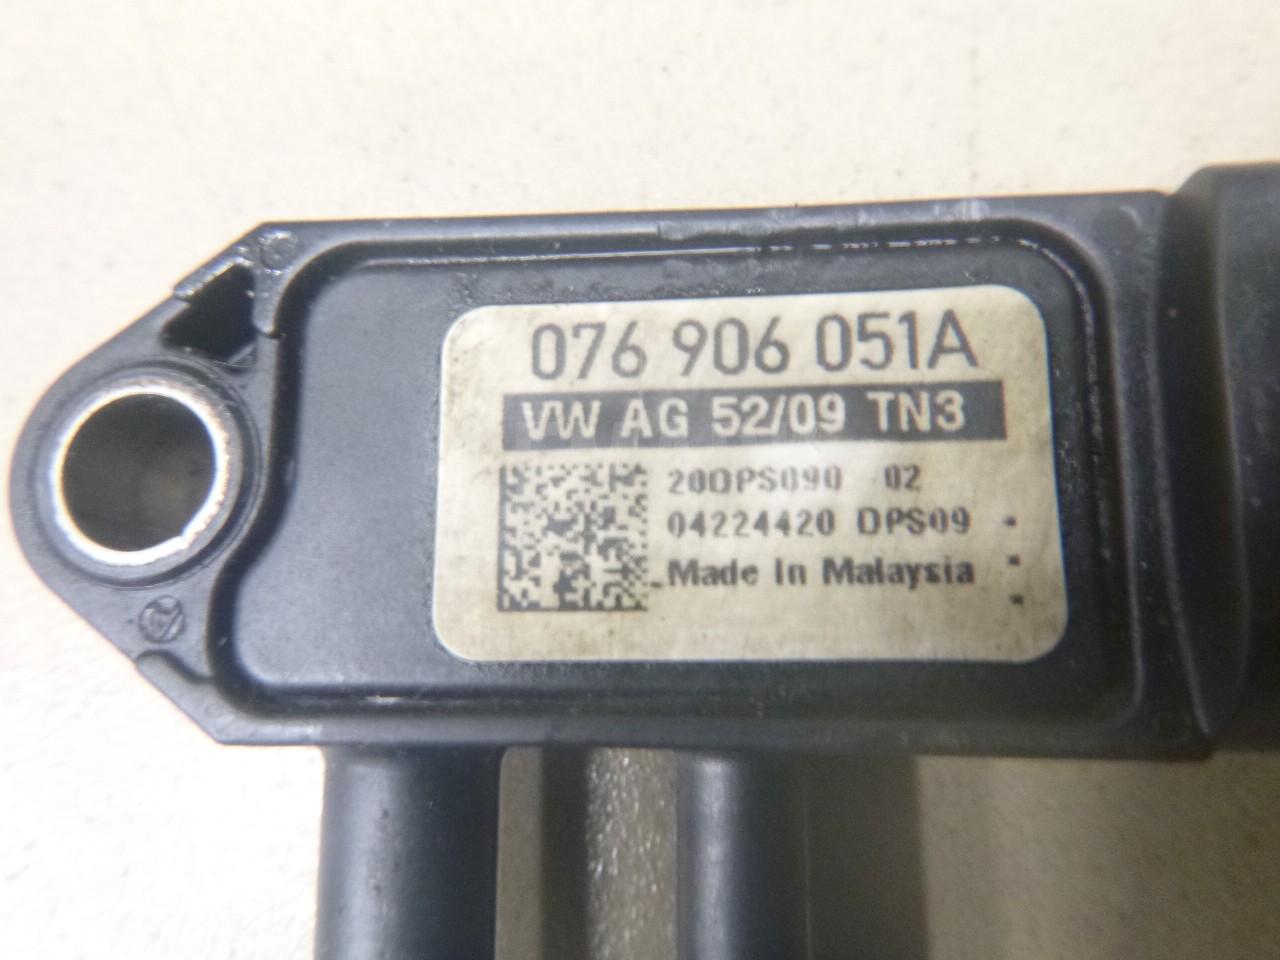 076 906 051A
VW AG 52/09 TN3
20DPS090 02
04224420 DPS09
Made In Malaysia